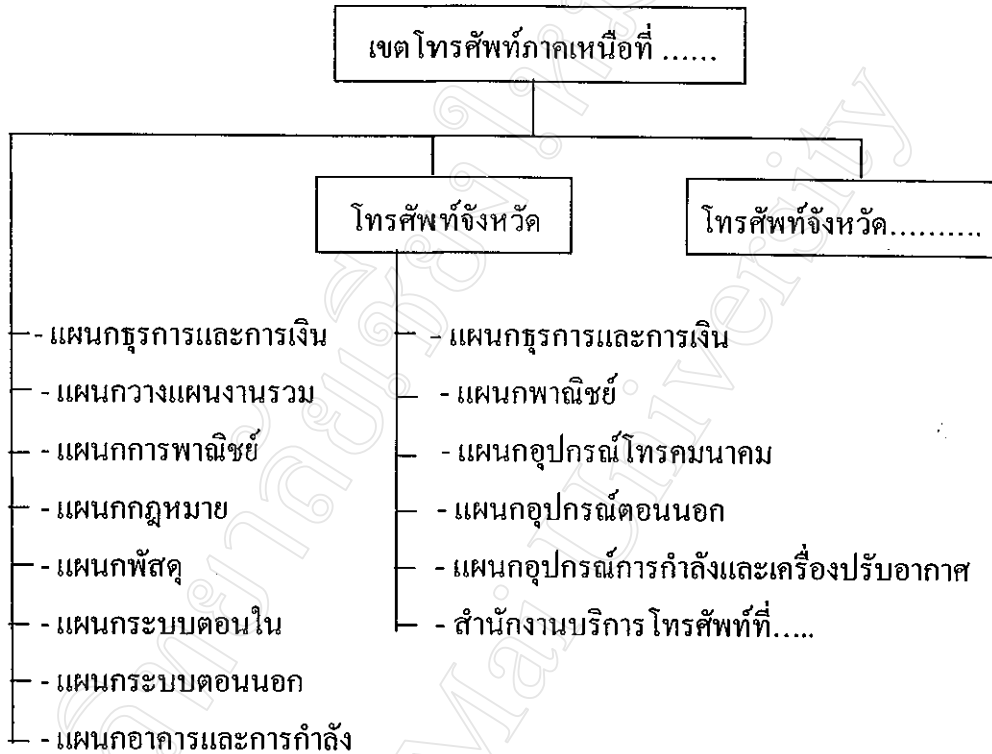 เขตโทรศัพท์ภาคเหนือที่ ......
โทรศัพท์จังหวัด
โทรศัพท์จังหวัด..........
- แผนกธุรการและการเงิน
- แผนกวางแผนงานรวม
- แผนกการพาณิชย์
- แผนกกฎหมาย
- แผนกพัสดุ
- แผนกระบบตอนใน
- แผนกระบบตอนนอก
- แผนกอาคารและการกำลัง
- แผนกธุรการและการเงิน
- แผนกพาณิชย์
- แผนกอุปกรณ์โทรคมนาคม
- แผนกอุปกรณ์ตอนนอก
- แผนกอุปกรณ์การกำลังและเครื่องปรับอากาศ
- สำนักงานบริการโทรศัพท์ที่.....
Mai University